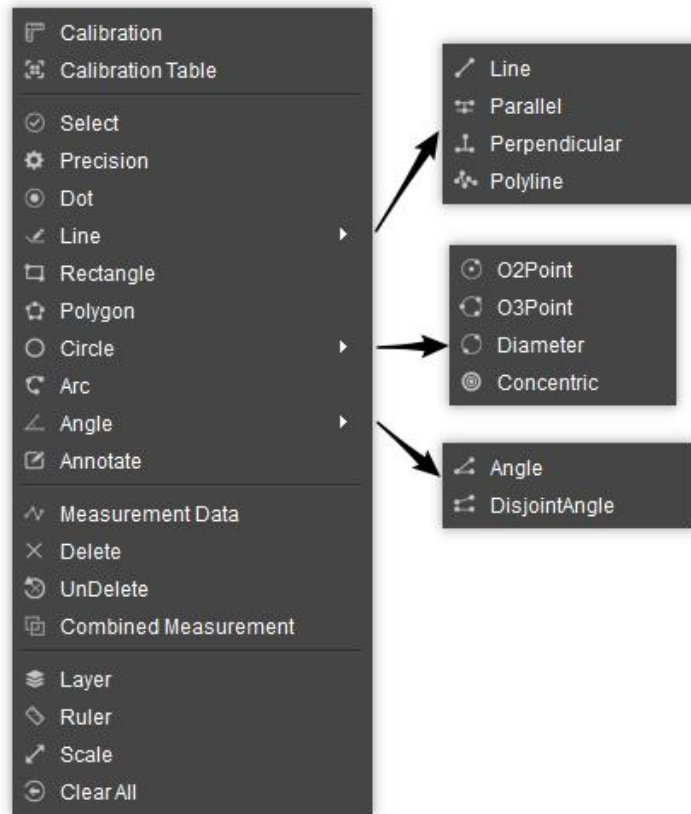 Calibration
Calibration Table
Select
Precision
Dot
Line
Rectangle
Polygon
Circle
Arc
Angle
Annotate
Measurement Data
Delete
UnDelete
Combined Measurement
Layer
Ruler
Scale
Clear All
Line
Parallel
Perpendicular
Polyline
O2Point
O3Point
Diameter
Concentric
Angle
DisjointAngle